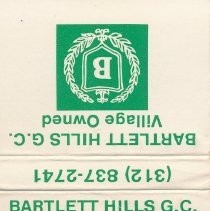 B
Village Owned
BARTLETT HILLS G.C.
(312) 837-2741
BARTLETT HILLS G.C.